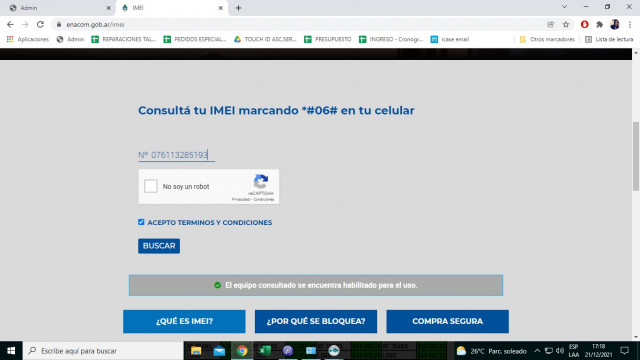 Admin
IMEI
enacom.gob.ar/imei
Aplicaciones
Admin
REPARACIONES TAL...
PEDIDOS ESPECIAL...
TOUCH ID ASC,SER...
PRESUPUESTO
INGRESO - Cronogr...
icase email
Otros marcadores
Lista de lectura
Consultá tu IMEI marcando *#06# en tu celular
Nº 076113285193
No soy un robot
reCAPTCHA
Privacidad - Condiciones
ACEPTO TERMINOS Y CONDICIONES
BUSCAR
El equipo consultado se encuentra habilitado para el uso.
¿QUÉ ES IMEI?
¿POR QUÉ SE BLOQUEA?
COMPRA SEGURA
Escribe aquí para buscar
26°C Parc. soleado
ESP
LAA
17:18
21/12/2021